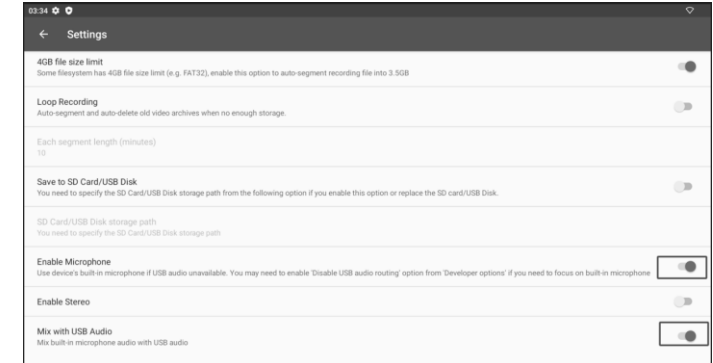 03:34
Settings
4GB file size limit
Some filesystem has 4GB file size limit (e.g. FAT32), enable this option to auto-segment recording file into 3.5GB
Loop Recording
Auto-segment and auto-delete old video archives when no enough storage.
Each segment length (minutes)
10
Save to SD Card/USB Disk
You need to specify the SD Card/USB Disk storage path from the following option if you enable this option or replace the SD card/USB Disk.
SD Card/USB Disk storage path
You need to specify the SD Card/USB Disk storage path
Enable Microphone
Use device's built-in microphone if USB audio unavailable. You may need to enable 'Disable USB audio routing' option from 'Developer options' if you need to focus on built-in microphone
Enable Stereo
Mix with USB Audio
Mix built-in microphone audio with USB audio